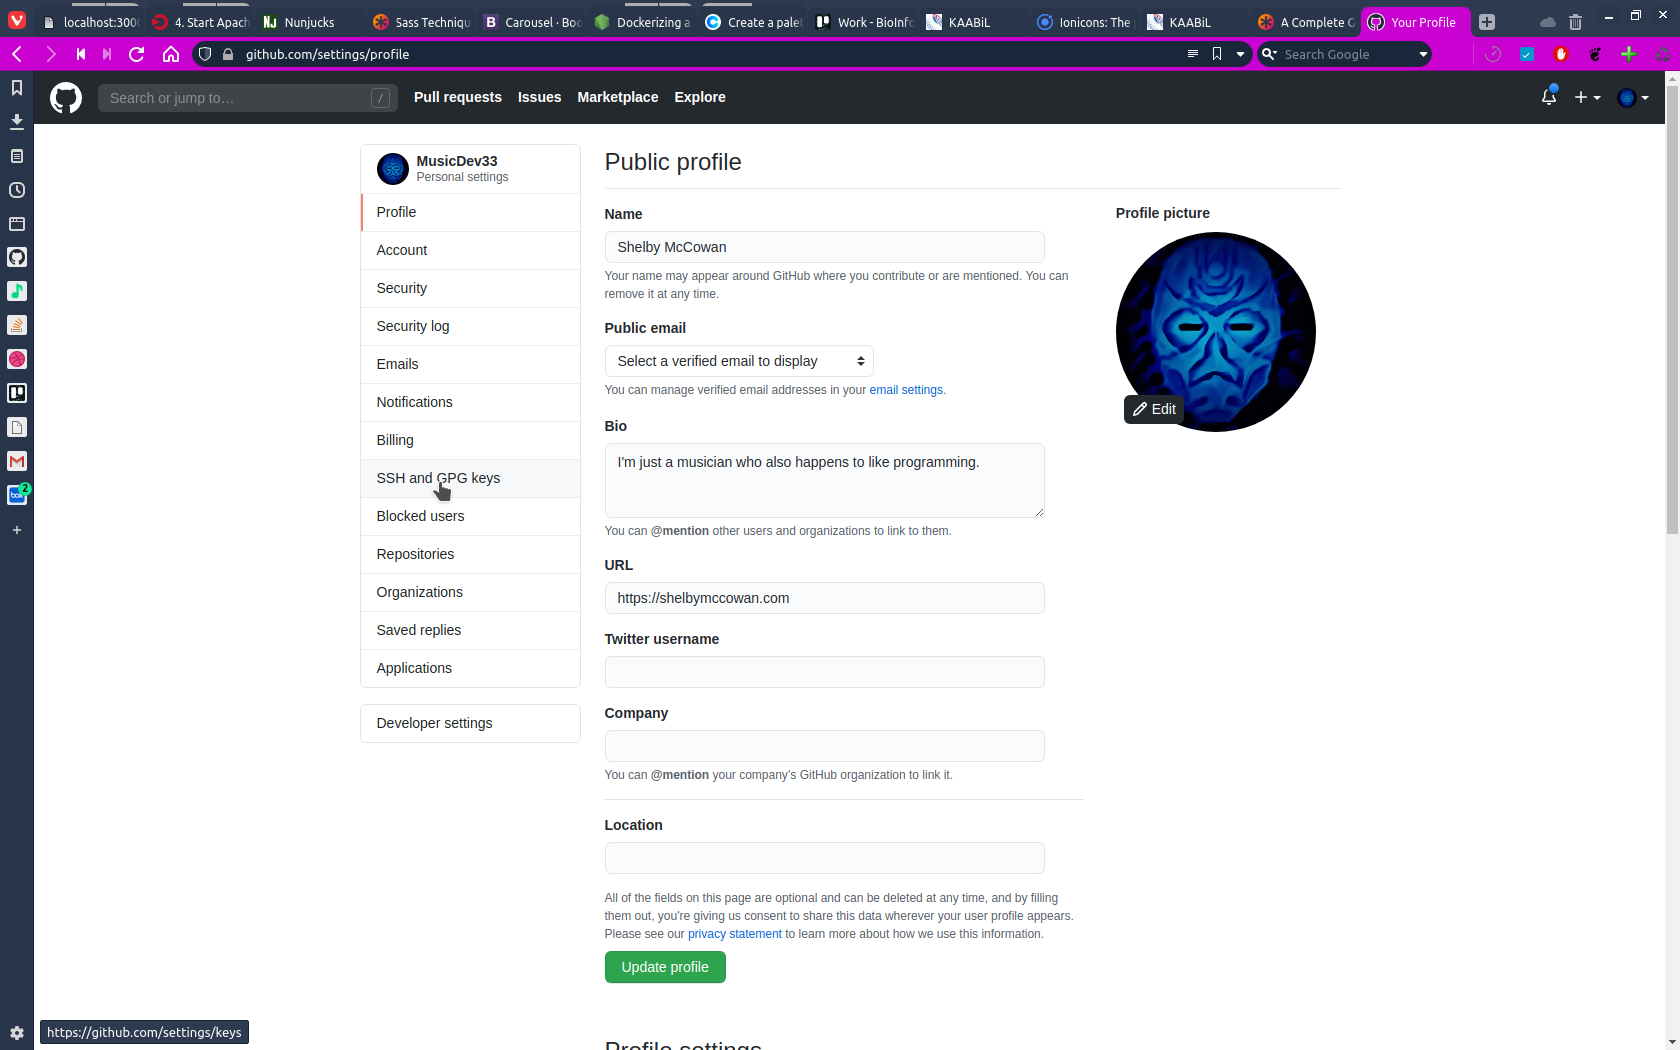 localhost:300
4. Start Apach
Nunjucks
Sass Techniqu
Carousel · Boo
Dockerizing a
Create a palet
Work - BioInfo
KAABiL
Ionicons: The
KAABiL
A Complete G
Your Profile
github.com/settings/profile
Search Google
Search or jump to…
/
Pull requests
Issues
Marketplace
Explore
MusicDev33
Personal settings
Profile
Account
Security
Security log
Emails
Notifications
Billing
SSH and GPG keys
Blocked users
Repositories
Organizations
Saved replies
Applications
Developer settings
Public profile
Name
Shelby McCowan
Your name may appear around GitHub where you contribute or are mentioned. You can
remove it at any time.
Public email
Select a verified email to display
You can manage verified email addresses in your email settings.
Bio
I'm just a musician who also happens to like programming.
You can @mention other users and organizations to link to them.
URL
https://shelbymccowan.com
Twitter username
Company
You can @mention your company's GitHub organization to link it.
Location
All of the fields on this page are optional and can be deleted at any time, and by filling
them out, you're giving us consent to share this data wherever your user profile appears.
Please see our privacy statement to learn more about how we use this information.
Update profile
Profile settings
Profile picture
Edit
box
2
https://github.com/settings/keys